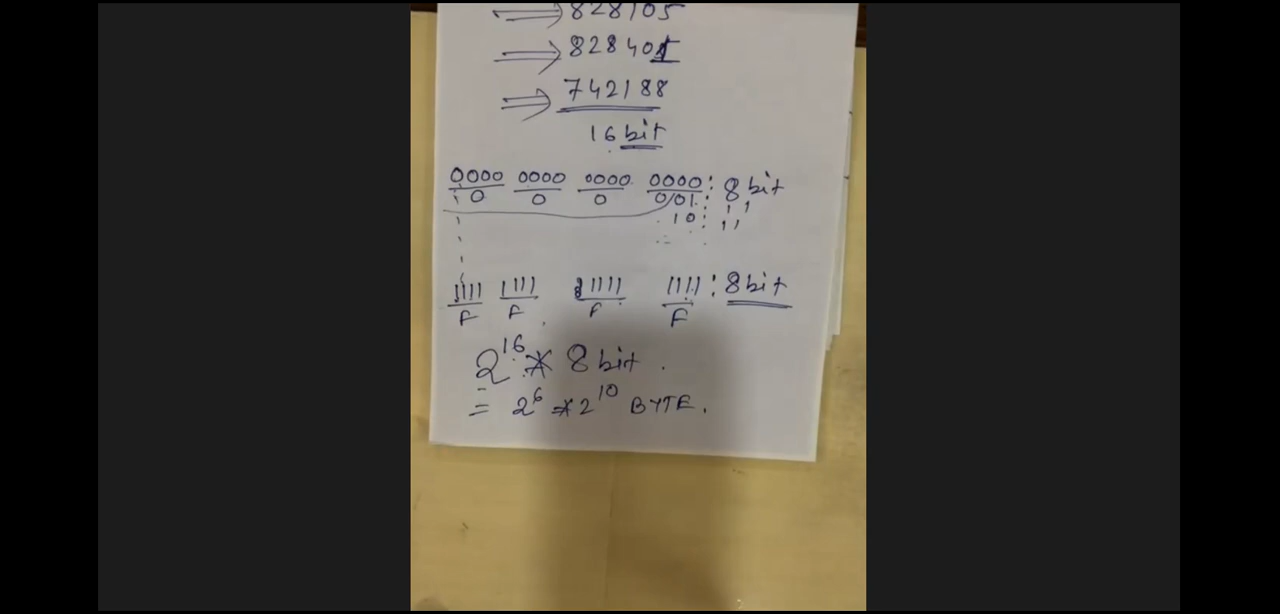 ⇒ 828105
⇒ 828405
⇒ 742188
16 bit
0000 0000 0000 0000 : 8 bit
0 0 0 0/01 : ,,
10 : ,,
1111 1111 1111 1111 : 8 bit
F F F F
2^16 * 8 bit.
= 2^6 * 2^10 BYTE.